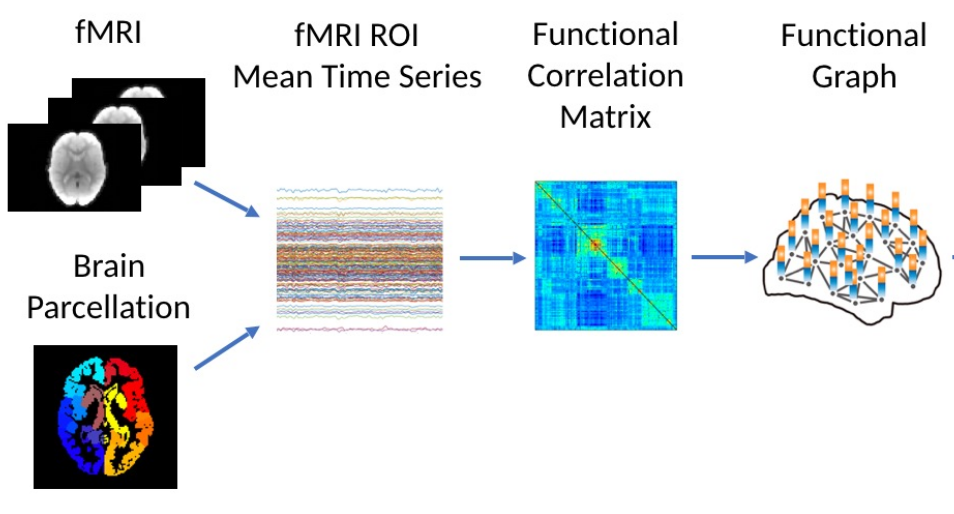 fMRI
fMRI ROI
Mean Time Series
Functional
Correlation
Matrix
Functional
Graph
Brain
Parcellation